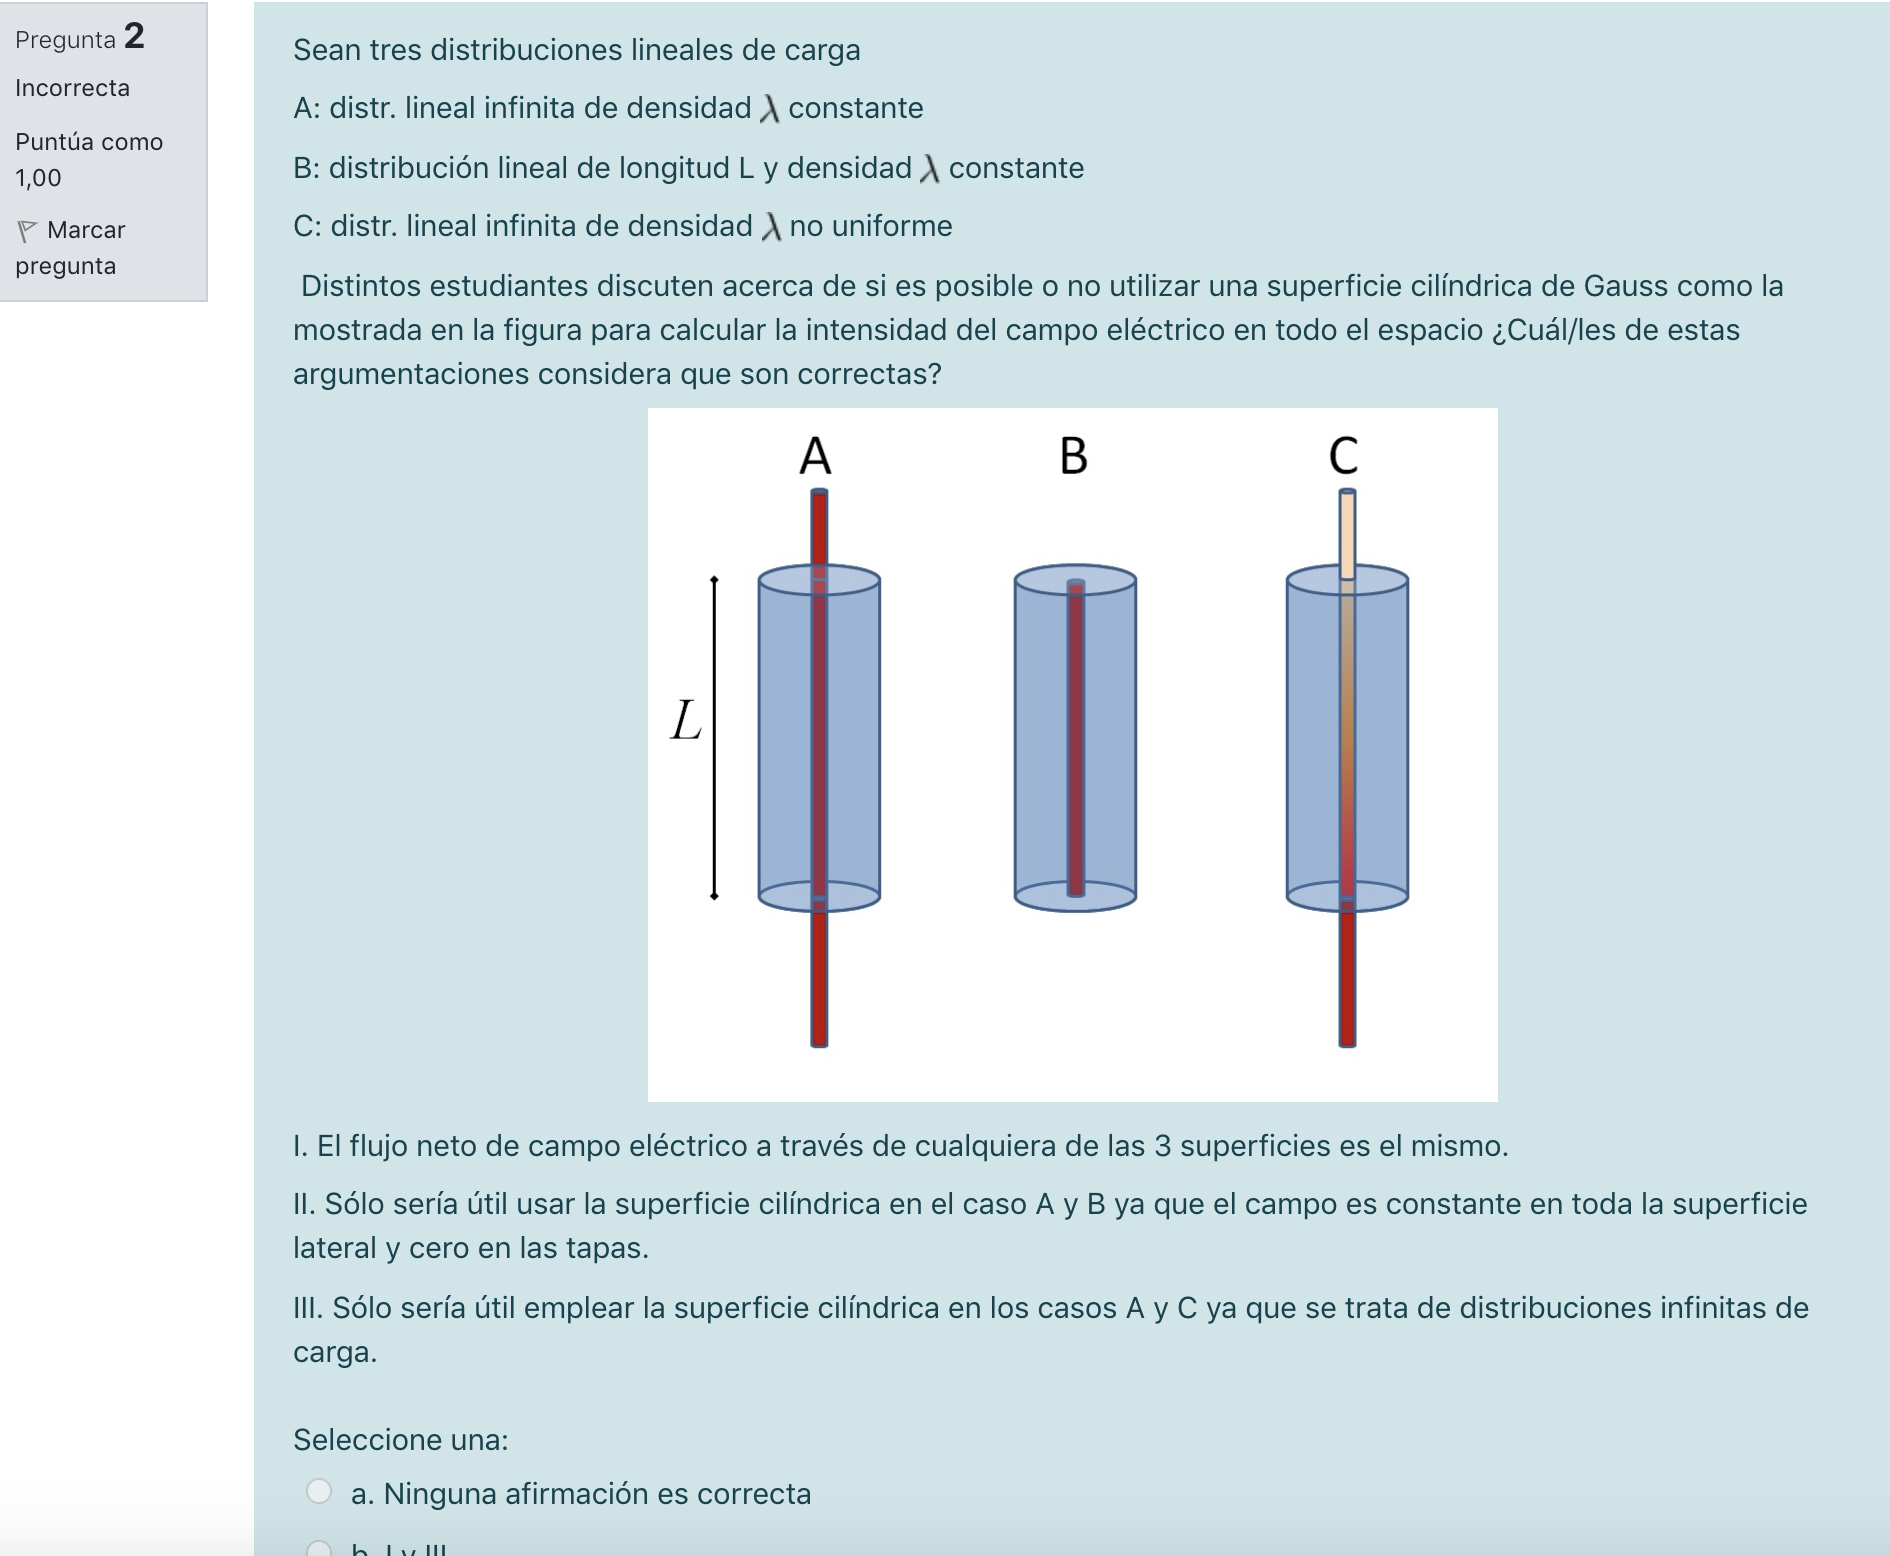 Pregunta 2
Incorrecta
Puntúa como
1,00
Marcar
pregunta
Sean tres distribuciones lineales de carga
A: distr. lineal infinita de densidad λ constante
B: distribución lineal de longitud L y densidad λ constante
C: distr. lineal infinita de densidad λ no uniforme
Distintos estudiantes discuten acerca de si es posible o no utilizar una superficie cilíndrica de Gauss como la
mostrada en la figura para calcular la intensidad del campo eléctrico en todo el espacio ¿Cuál/les de estas
argumentaciones considera que son correctas?
A B C
L
I. El flujo neto de campo eléctrico a través de cualquiera de las 3 superficies es el mismo.
II. Sólo sería útil usar la superficie cilíndrica en el caso A y B ya que el campo es constante en toda la superficie
lateral y cero en las tapas.
III. Sólo sería útil emplear la superficie cilíndrica en los casos A y C ya que se trata de distribuciones infinitas de
carga.
Seleccione una:
a. Ninguna afirmación es correcta
b. I y III